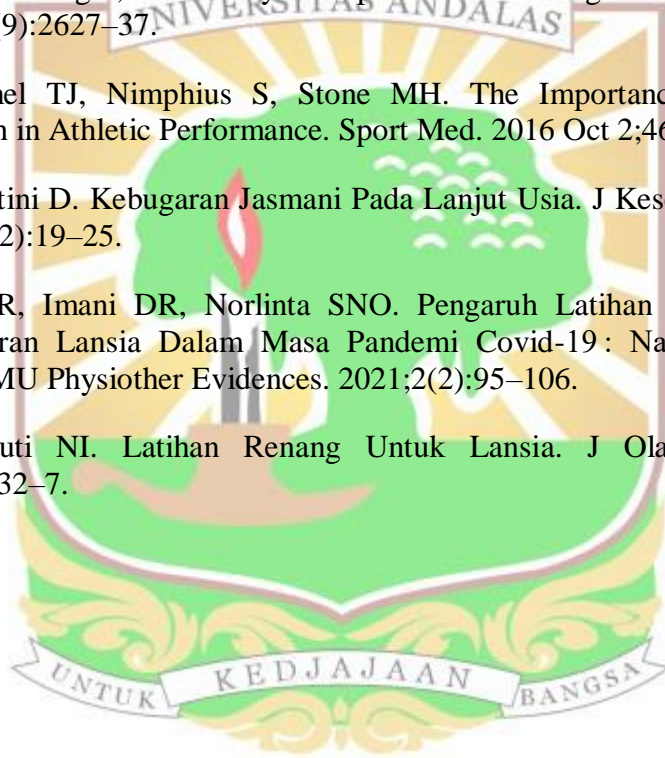 (9):2627–37.
UNIVERSITAS ANDALAS
TJ, Nimphius S, Stone MH. The Importanc
in Athletic Performance. Sport Med. 2016 Oct 2;46
D. Kebugaran Jasmani Pada Lanjut Usia. J Kes
2):19–25.
R, Imani DR, Norlinta SNO. Pengaruh Latihan
Lansia Dalam Masa Pandemi Covid-19 : Na
MU Physiother Evidences. 2021;2(2):95–106.
uti NI. Latihan Renang Untuk Lansia. J Ola
32–7.
UNTUK KEDJAJAAN BANGSA